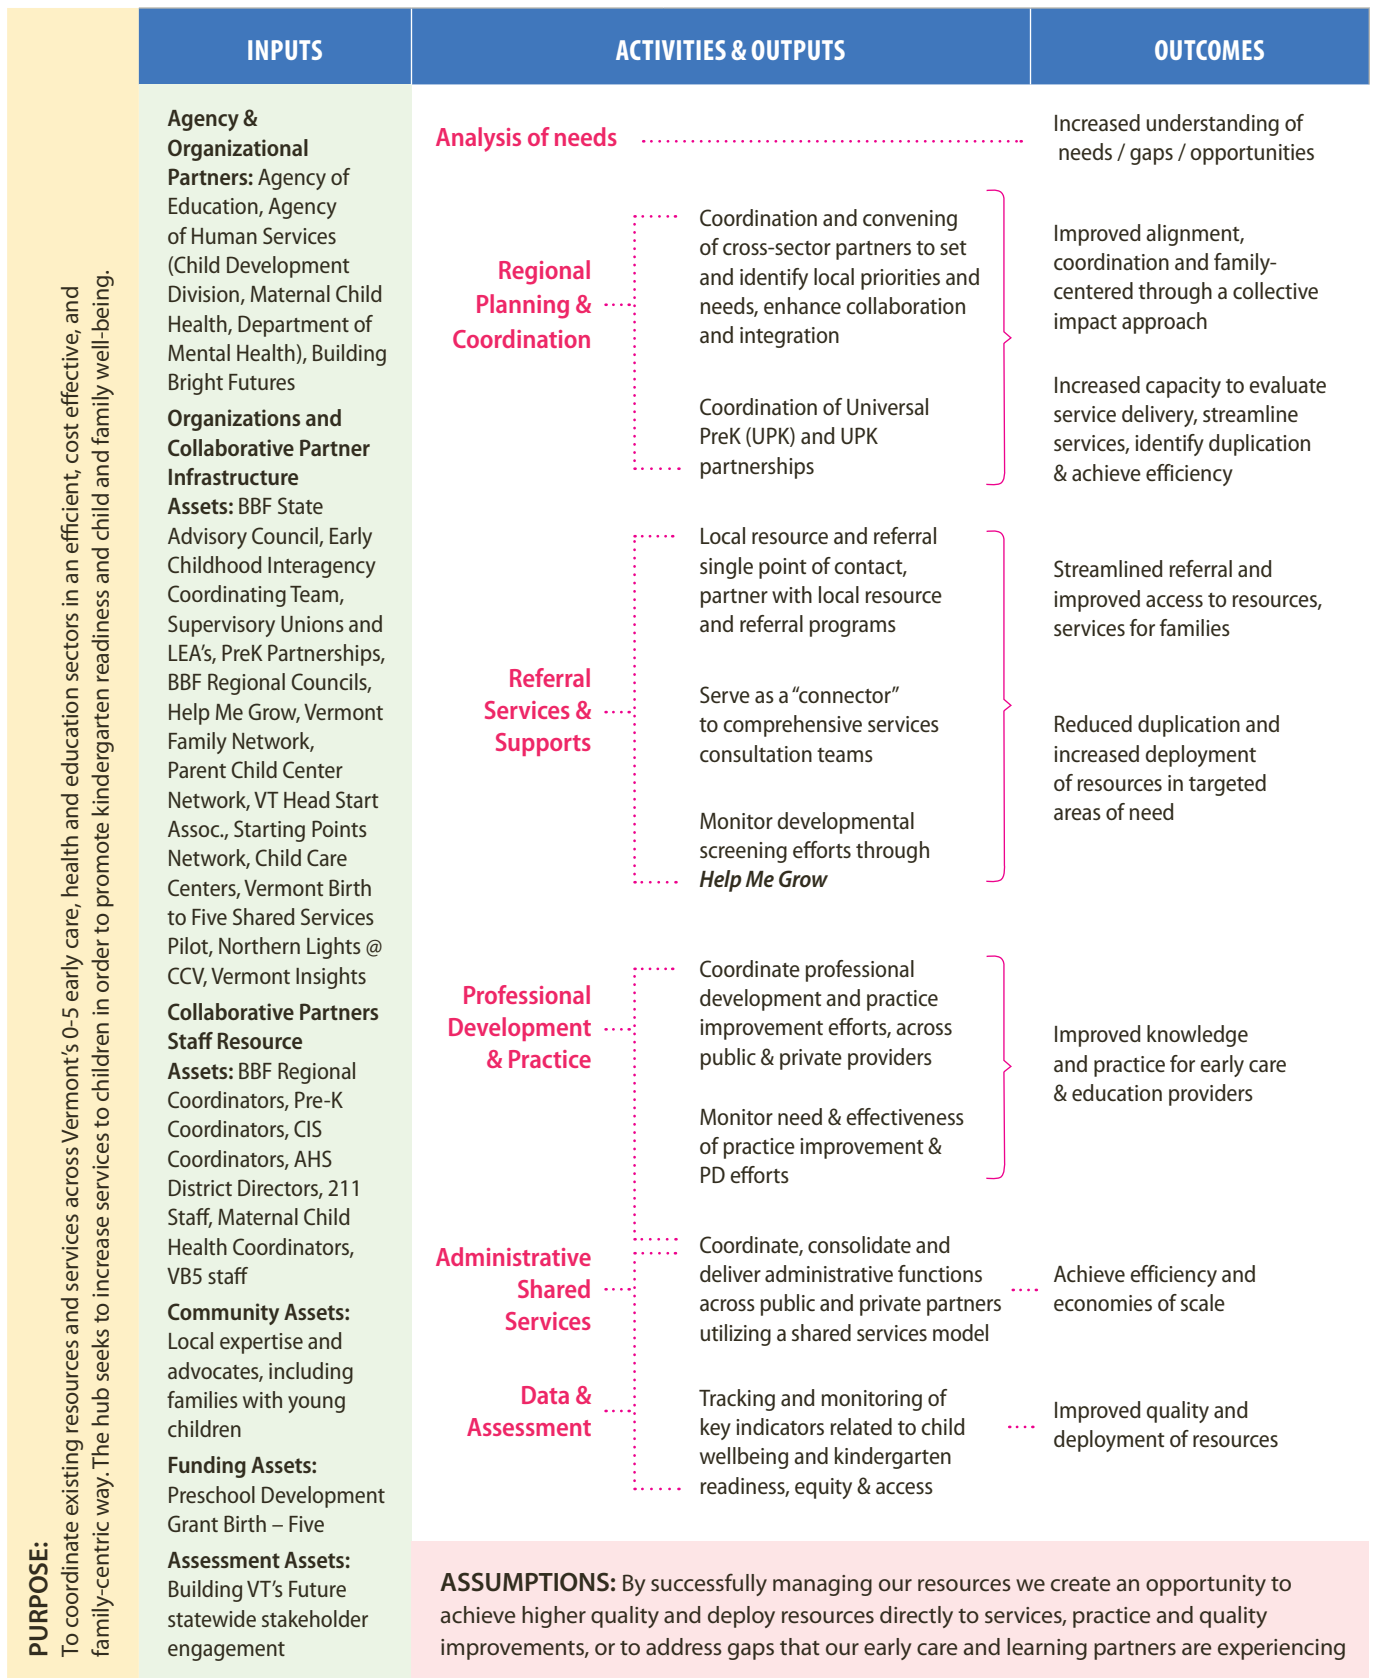 PURPOSE:
To coordinate existing resources and services across Vermont's 0-5 early care, health and education sectors in an efficient, cost effective, and
family-centric way. The hub seeks to increase services to children in order to promote kindergarten readiness and child and family well-being.
INPUTS
Agency &
Organizational
Partners: Agency of
Education, Agency
of Human Services
(Child Development
Division, Maternal Child
Health, Department of
Mental Health), Building
Bright Futures
Organizations and
Collaborative Partner
Infrastructure
Assets: BBF State
Advisory Council, Early
Childhood Interagency
Coordinating Team,
Supervisory Unions and
LEA's, PreK Partnerships,
BBF Regional Councils,
Help Me Grow, Vermont
Family Network,
Parent Child Center
Network, VT Head Start
Assoc., Starting Points
Network, Child Care
Centers, Vermont Birth
to Five Shared Services
Pilot, Northern Lights @
CCV, Vermont Insights
Collaborative Partners
Staff Resource
Assets: BBF Regional
Coordinators, Pre-K
Coordinators, CIS
Coordinators, AHS
District Directors, 211
Staff, Maternal Child
Health Coordinators,
VB5 staff
Community Assets:
Local expertise and
advocates, including
families with young
children
Funding Assets:
Preschool Development
Grant Birth – Five
Assessment Assets:
Building VT's Future
statewide stakeholder
engagement
ACTIVITIES & OUTPUTS
OUTCOMES
Analysis of needs
Increased understanding of
needs / gaps / opportunities
Regional
Planning &
Coordination
Coordination and convening
of cross-sector partners to set
and identify local priorities and
needs, enhance collaboration
and integration
Coordination of Universal
PreK (UPK) and UPK
partnerships
Improved alignment,
coordination and family-
centered through a collective
impact approach
Increased capacity to evaluate
service delivery, streamline
services, identify duplication
& achieve efficiency
Referral
Services &
Supports
Local resource and referral
single point of contact,
partner with local resource
and referral programs
Serve as a “connector”
to comprehensive services
consultation teams
Monitor developmental
screening efforts through
Help Me Grow
Streamlined referral and
improved access to resources,
services for families
Reduced duplication and
increased deployment
of resources in targeted
areas of need
Professional
Development
& Practice
Coordinate professional
development and practice
improvement efforts, across
public & private providers
Monitor need & effectiveness
of practice improvement &
PD efforts
Improved knowledge
and practice for early care
& education providers
Administrative
Shared
Services
Coordinate, consolidate and
deliver administrative functions
across public and private partners
utilizing a shared services model
Achieve efficiency and
economies of scale
Data &
Assessment
Tracking and monitoring of
key indicators related to child
wellbeing and kindergarten
readiness, equity & access
Improved quality and
deployment of resources
ASSUMPTIONS: By successfully managing our resources we create an opportunity to
achieve higher quality and deploy resources directly to services, practice and quality
improvements, or to address gaps that our early care and learning partners are experiencing